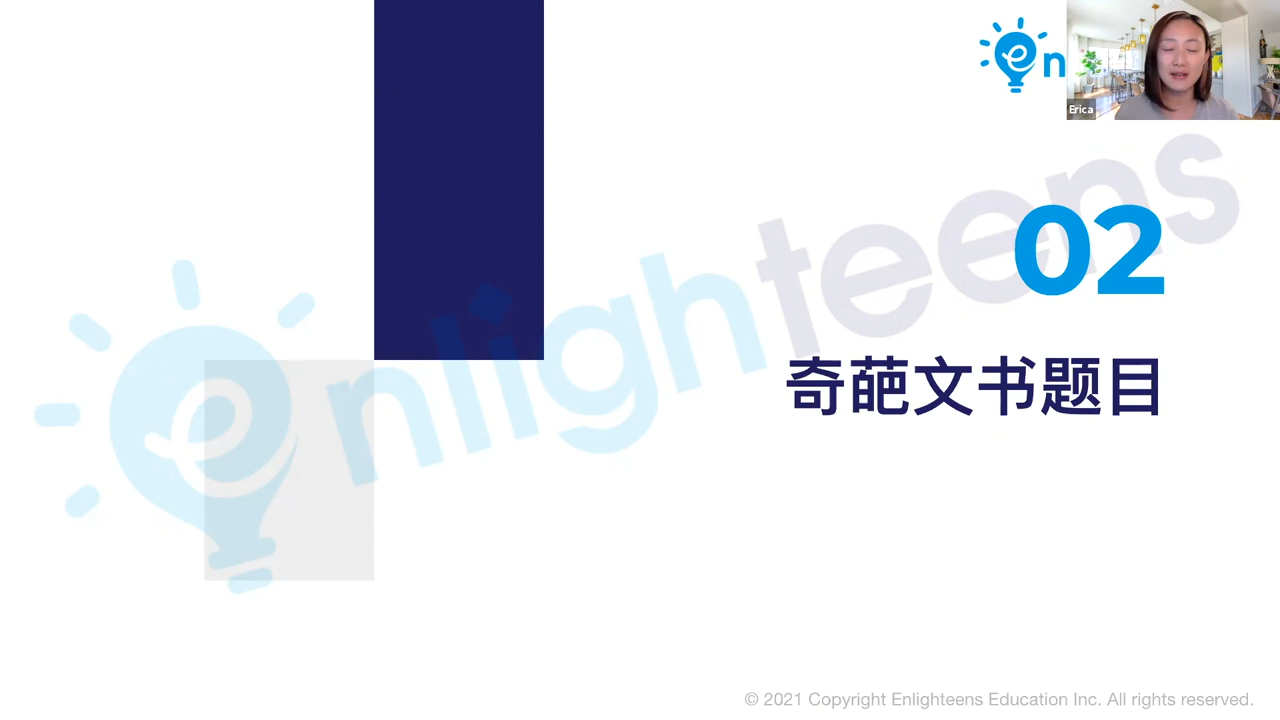 en
Erica
enlighteens
02
奇葩文书题目
© 2021 Copyright Enlighteens Education Inc. All rights reserved.